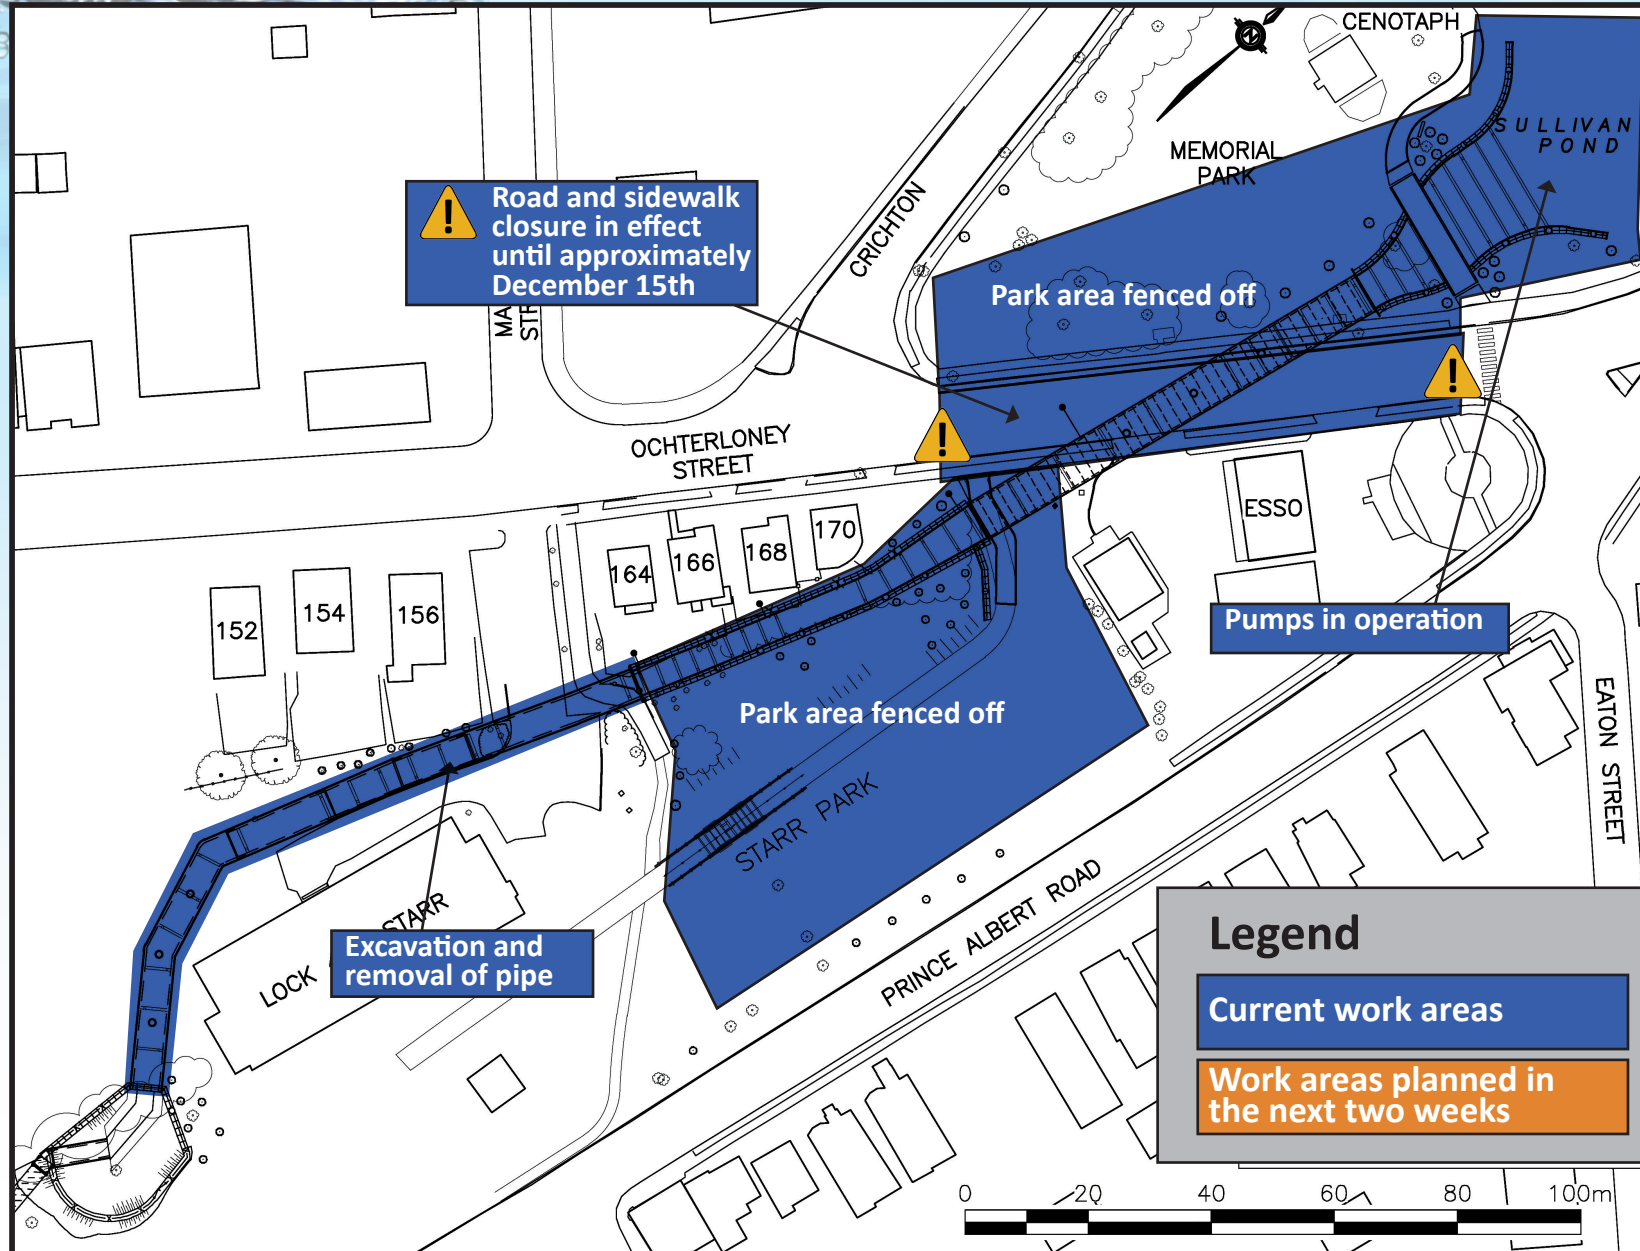 CENOTAPH
SULLIVAN
POND
MEMORIAL
PARK
Road and sidewalk
closure in effect
until approximately
December 15th
CRICHTON
Park area fenced off
OCHTERLONEY
STREET
ESSO
170
168
166
164
156
154
152
Pumps in operation
Park area fenced off
EATON STREET
STARR PARK
PRINCE ALBERT ROAD
STARR
LOCK
Excavation and
removal of pipe
Legend
Current work areas
Work areas planned in
the next two weeks
0 20 40 60 80 100m